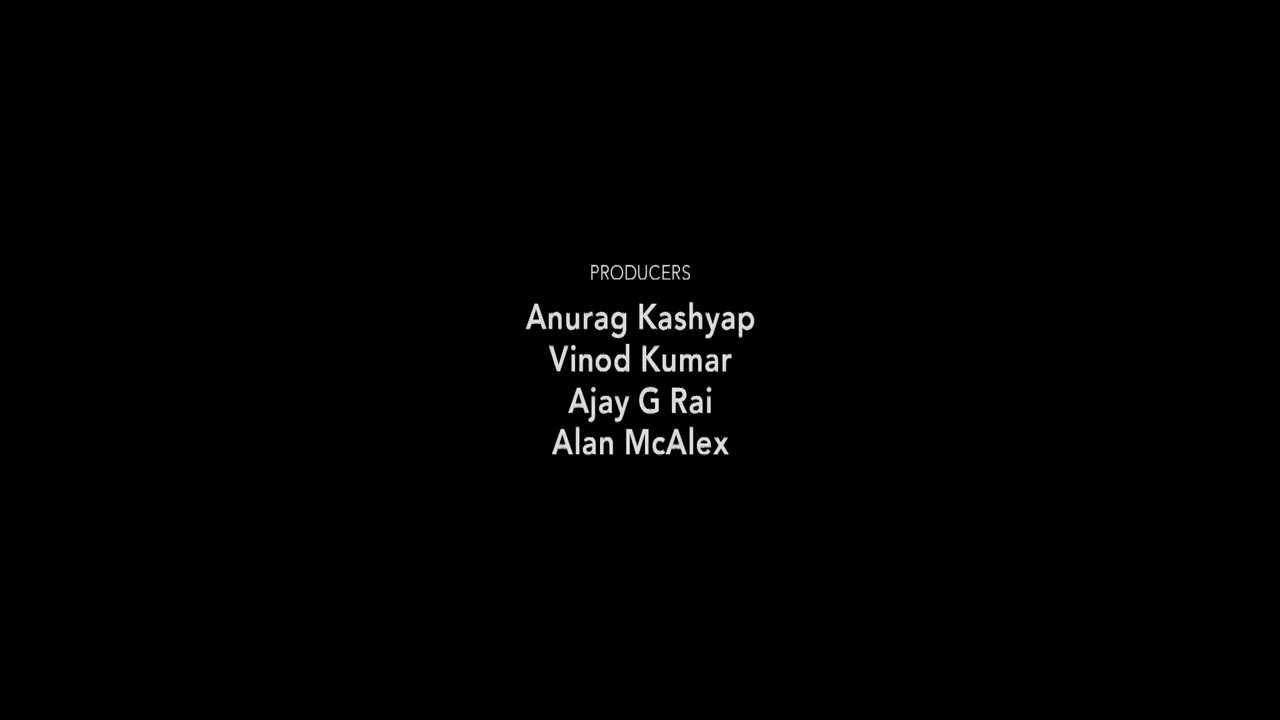 PRODUCERS
Anurag Kashyap
Vinod Kumar
Ajay G Rai
Alan McAlex